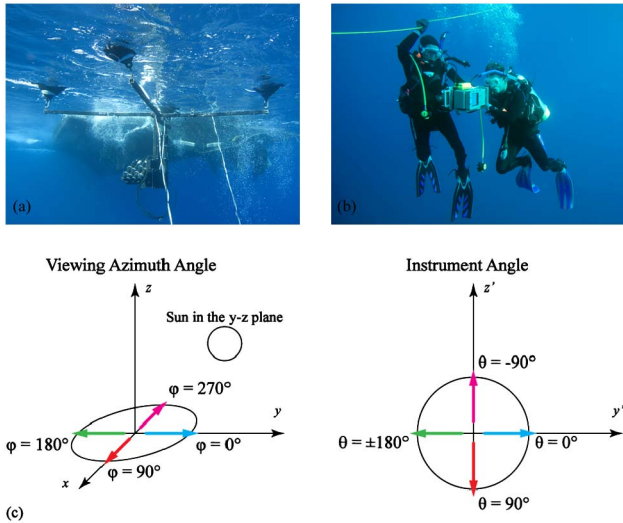 (a)
(b)
Viewing Azimuth Angle
z
Sun in the y-z plane
φ = 270°
y
φ = 180°
φ = 0°
φ = 90°
x
(c)
Instrument Angle
z'
θ = -90°
y'
θ = ±180°
θ = 0°
θ = 90°